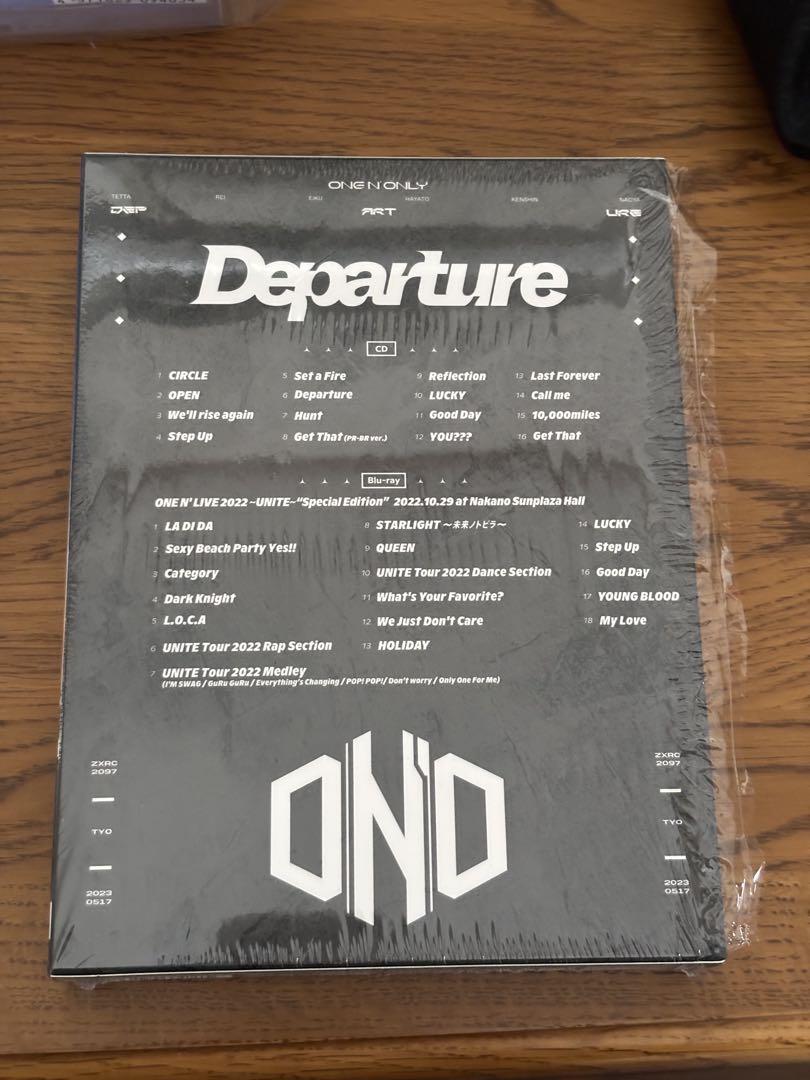 ONE N' ONLY
TETTA REI EIKU HAYATO KENSHIN NAOYA
DEP ART URE
Departure
CD
1 CIRCLE 5 Set a Fire 9 Reflection 13 Last Forever
2 OPEN 6 Departure 10 LUCKY 14 Call me
3 We'll rise again 7 Hunt 11 Good Day 15 10,000miles
4 Step Up 8 Get That (PR-BR ver.) 12 YOU??? 16 Get That
Blu-ray
ONE N' LIVE 2022 ~UNITE~ "Special Edition" 2022.10.29 at Nakano Sunplaza Hall
1 LA DI DA
2 Sexy Beach Party Yes!!
3 Category
4 Dark Knight
5 L.O.C.A
6 UNITE Tour 2022 Rap Section
7 UNITE Tour 2022 Medley
(I'M SWAG / GuRu GuRu / Everything's Changing / POP! POP! / Don't worry / Only One For Me)
8 STARLIGHT ～未来ノトビラ～
9 QUEEN
10 UNITE Tour 2022 Dance Section
11 What's Your Favorite?
12 We Just Don't Care
13 HOLIDAY
14 LUCKY
15 Step Up
16 Good Day
17 YOUNG BLOOD
18 My Love
ZXRC
2097
TYO
2023
0517
ON'O
ZXRC
2097
TYO
2023
0517